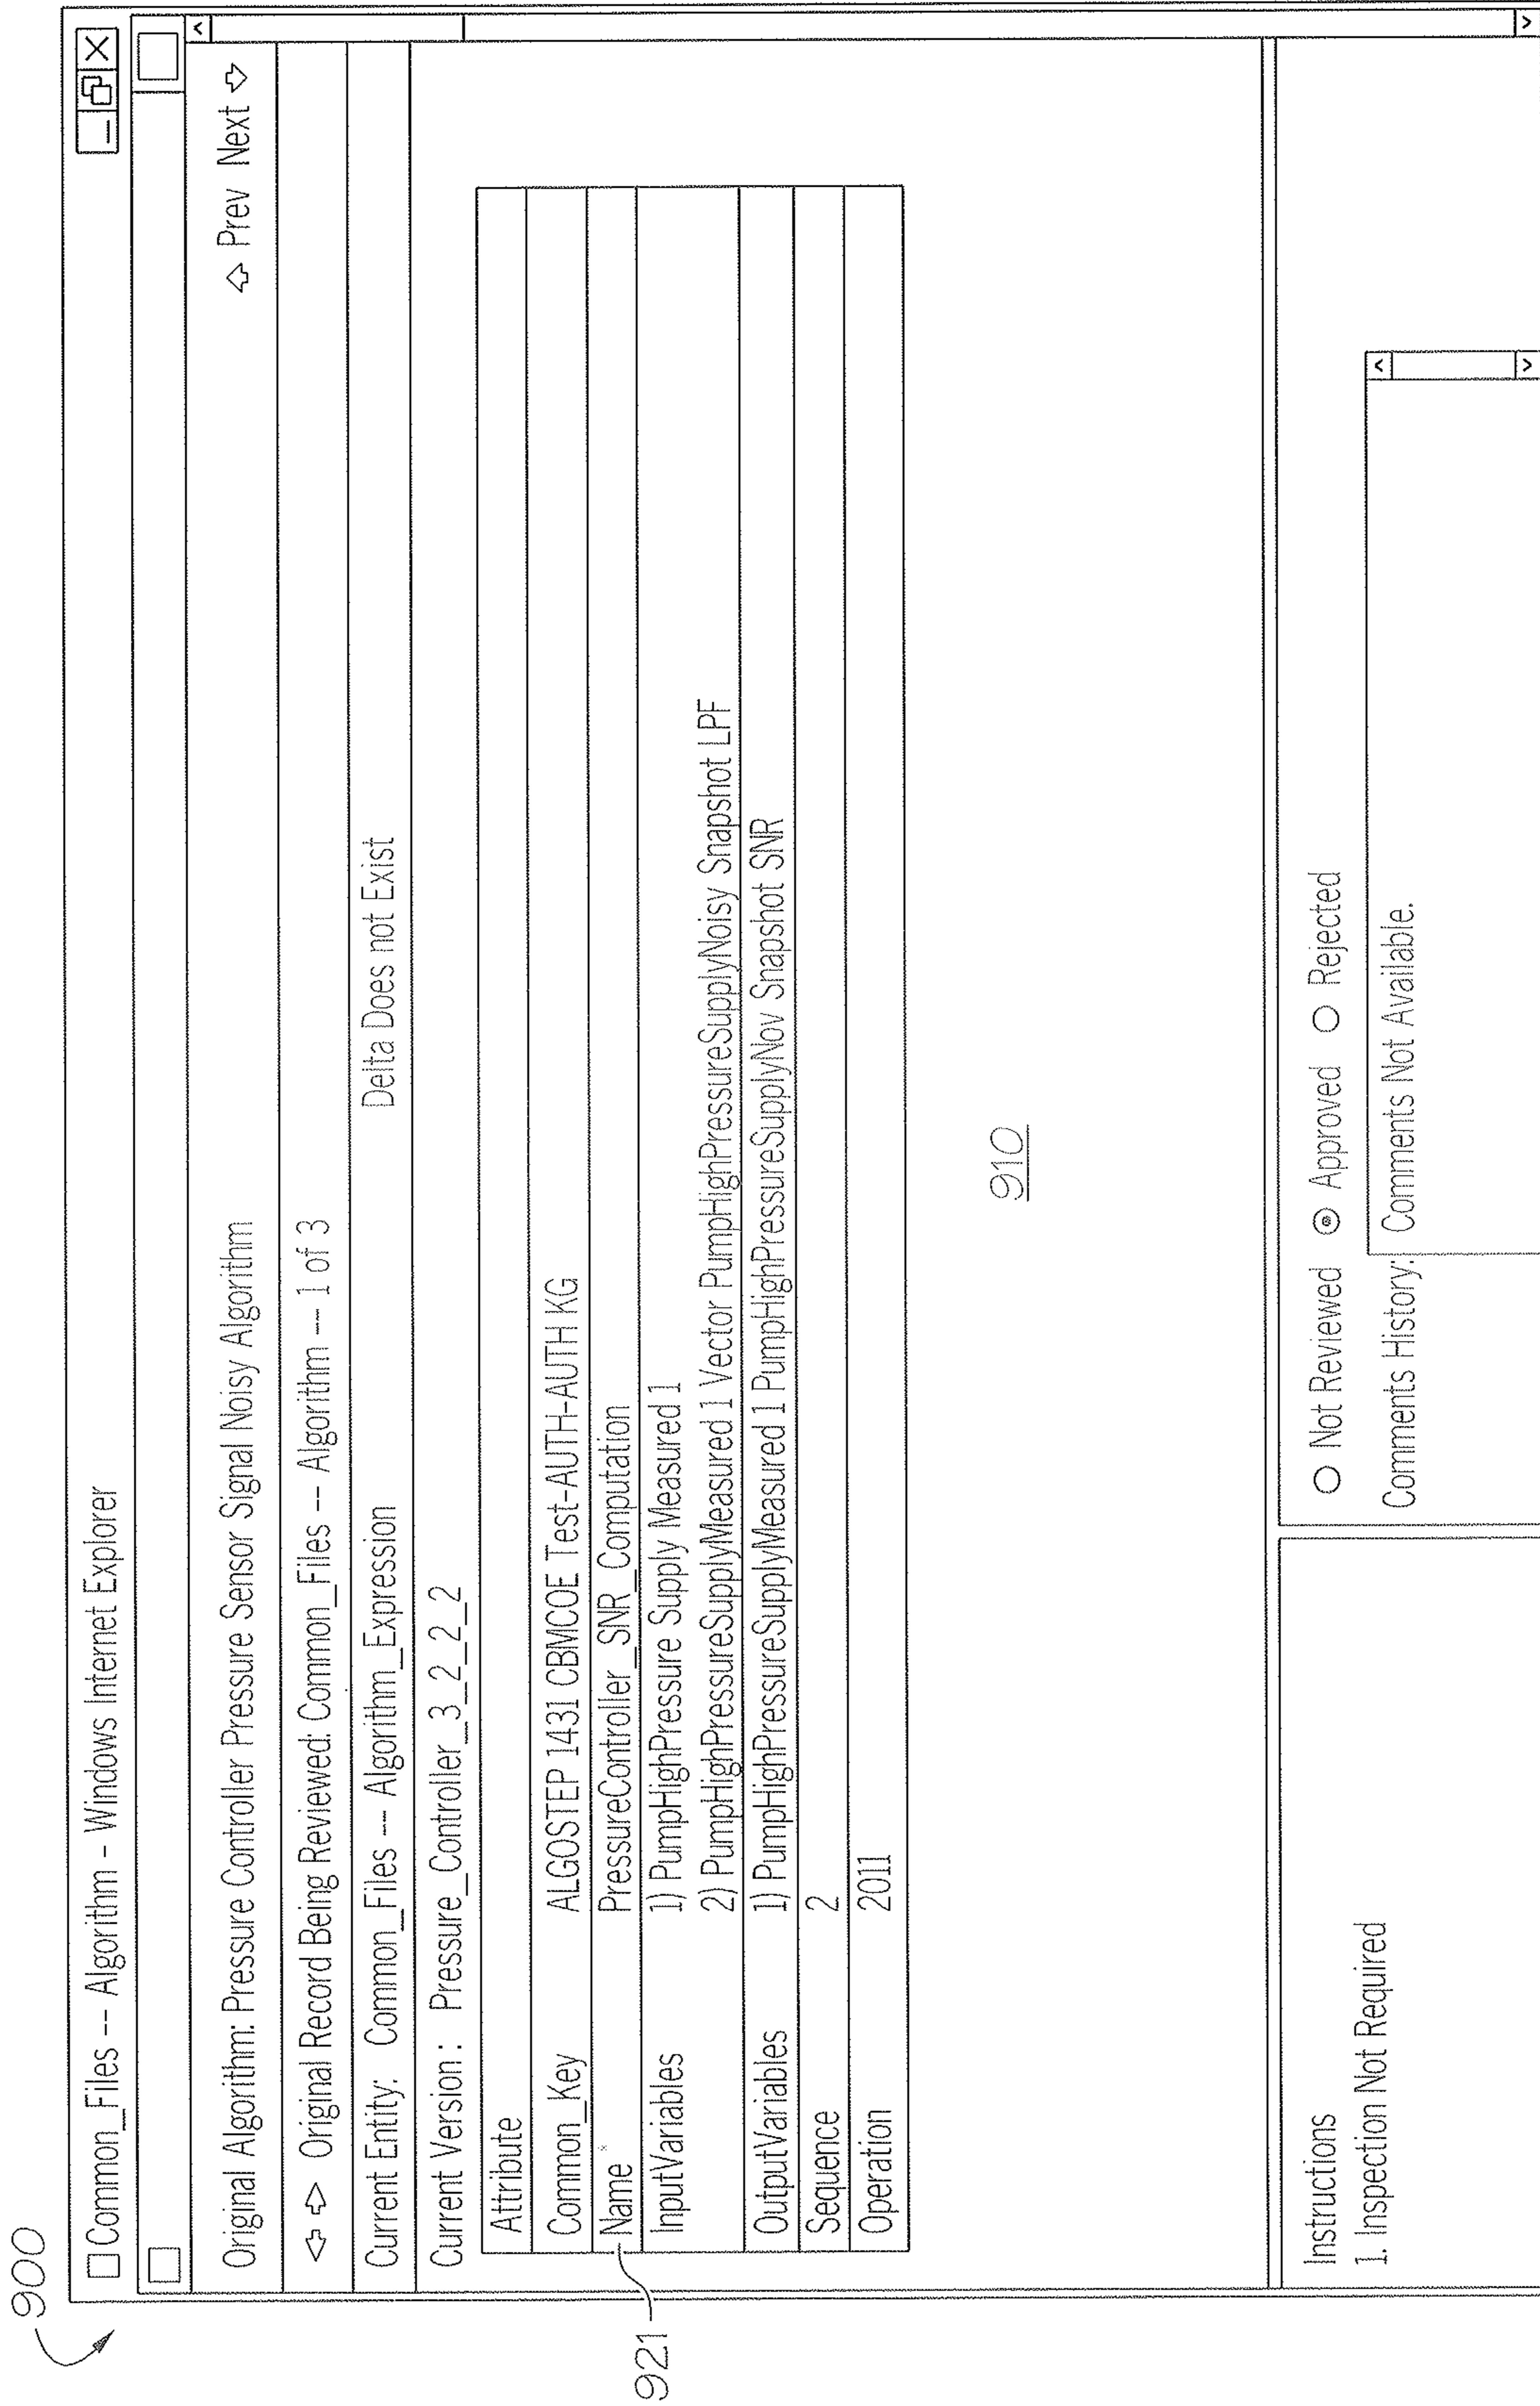 900
Common_Files -- Algorithm - Windows Internet Explorer
Original Algorithm: Pressure Controller Pressure Sensor Signal Noisy Algorithm
Prev Next
Original Record Being Reviewed: Common_Files -- Algorithm -- 1 of 3
Current Entity: Common_Files -- Algorithm_Expression Delta Does not Exist
Current Version: Pressure_Controller_3_2_2_2
Attribute
Common_Key ALGOSTEP 1431 CBMCOE Test-AUTH-AUTH KG
921
Name PressureController_SNR_Computation
InputVariables 1) PumpHighPressure Supply Measured 1
2) PumpHighPressureSupplyMeasured 1 Vector PumpHighPressureSupplyNoisy Snapshot LPF
OutputVariables 1) PumpHighPressureSupplyMeasured 1 PumpHighPressureSupplyNov Snapshot SNR
Sequence 2
Operation 2011
910
Instructions
1. Inspection Not Required
Not Reviewed Approved Rejected
Comments History: Comments Not Available.